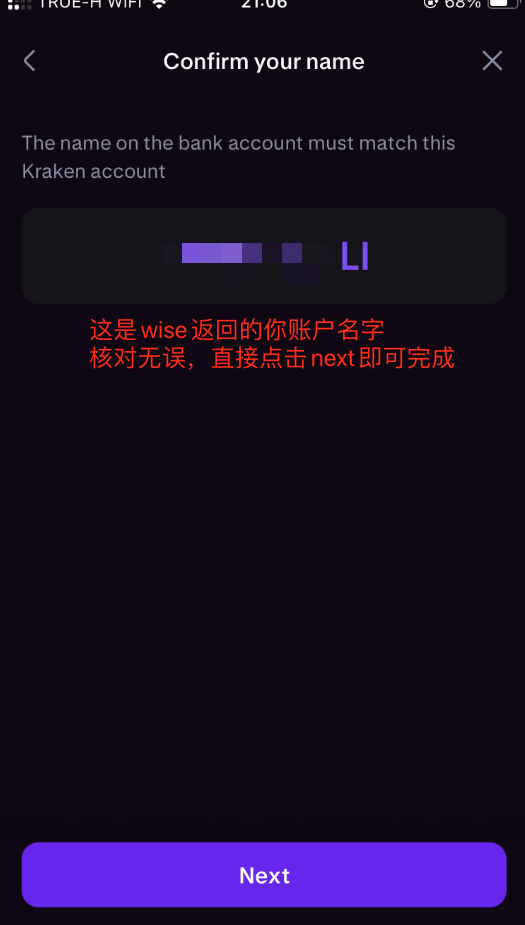 TRUE-H WIFI 21:06 68%
Confirm your name
The name on the bank account must match this
Kraken account
LI
这是wise返回的你账户名字
核对无误，直接点击next即可完成
Next